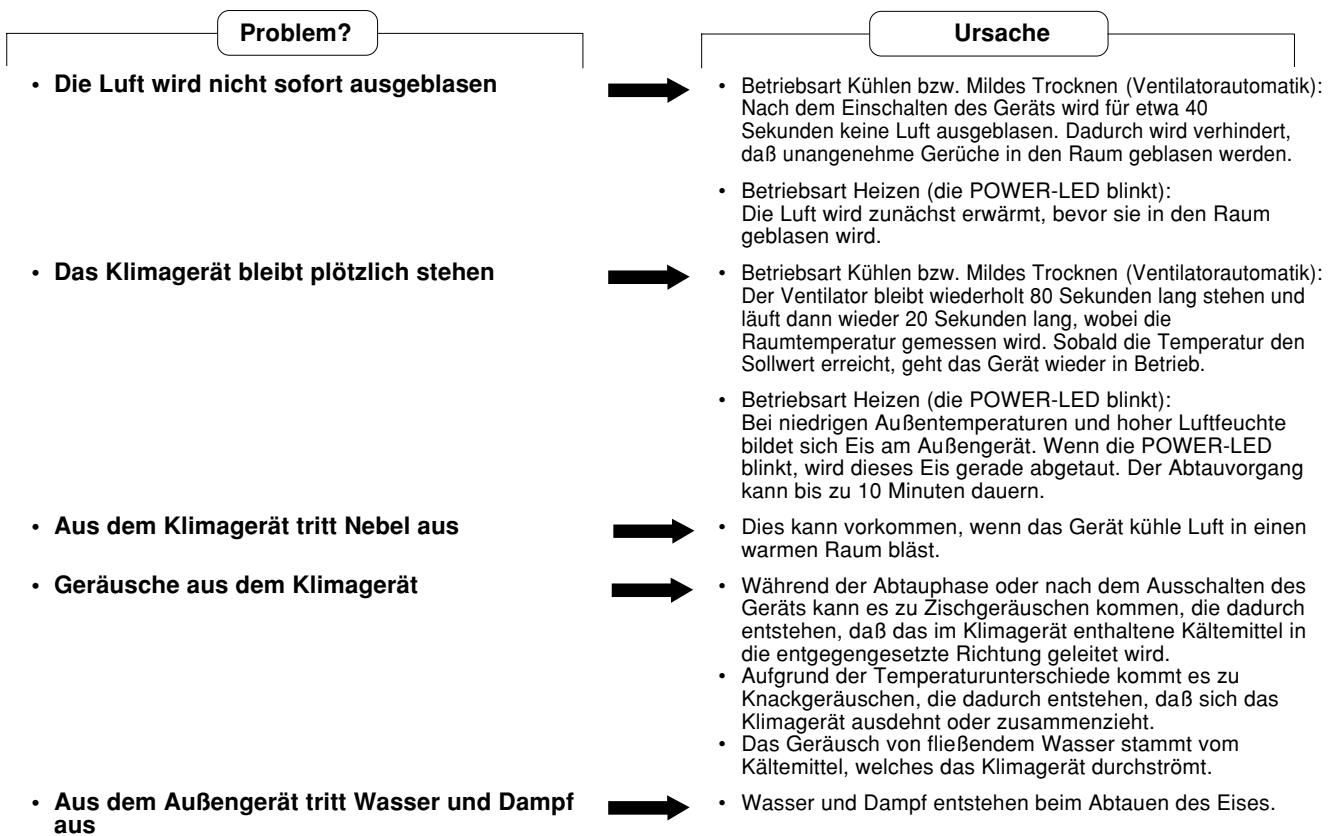 Problem?
Ursache
• Die Luft wird nicht sofort ausgeblasen
• Betriebsart Kühlen bzw. Mildes Trocknen (Ventilatorautomatik):
Nach dem Einschalten des Geräts wird für etwa 40
Sekunden keine Luft ausgeblasen. Dadurch wird verhindert,
daß unangenehme Gerüche in den Raum geblasen werden.
• Betriebsart Heizen (die POWER-LED blinkt):
Die Luft wird zunächst erwärmt, bevor sie in den Raum
geblasen wird.
• Das Klimagerät bleibt plötzlich stehen
• Betriebsart Kühlen bzw. Mildes Trocknen (Ventilatorautomatik):
Der Ventilator bleibt wiederholt 80 Sekunden lang stehen und
läuft dann wieder 20 Sekunden lang, wobei die
Raumtemperatur gemessen wird. Sobald die Temperatur den
Sollwert erreicht, geht das Gerät wieder in Betrieb.
• Betriebsart Heizen (die POWER-LED blinkt):
Bei niedrigen Außentemperaturen und hoher Luftfeuchte
bildet sich Eis am Außengerät. Wenn die POWER-LED
blinkt, wird dieses Eis gerade abgetaut. Der Abtauvorgang
kann bis zu 10 Minuten dauern.
• Aus dem Klimagerät tritt Nebel aus
• Dies kann vorkommen, wenn das Gerät kühle Luft in einen
warmen Raum bläst.
• Geräusche aus dem Klimagerät
• Während der Abtauphase oder nach dem Ausschalten des
Geräts kann es zu Zischgeräuschen kommen, die dadurch
entstehen, daß das im Klimagerät enthaltene Kältemittel in
die entgegengesetzte Richtung geleitet wird.
• Aufgrund der Temperaturunterschiede kommt es zu
Knackgeräuschen, die dadurch entstehen, daß sich das
Klimagerät ausdehnt oder zusammenzieht.
• Das Geräusch von fließendem Wasser stammt vom
Kältemittel, welches das Klimagerät durchströmt.
• Aus dem Außengerät tritt Wasser und Dampf
aus
• Wasser und Dampf entstehen beim Abtauen des Eises.